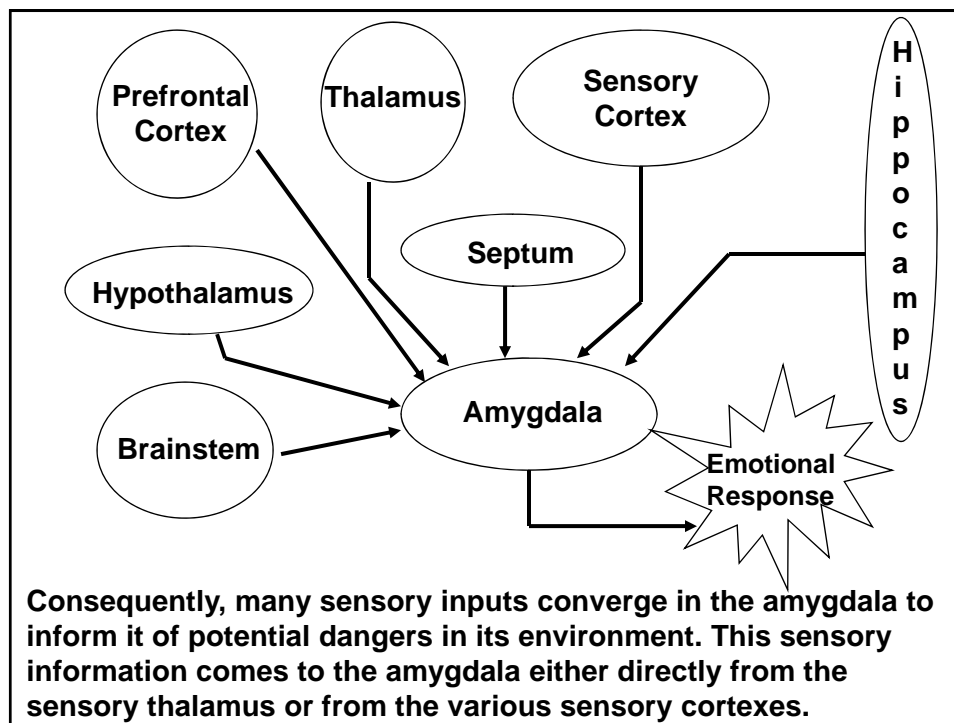 Prefrontal
Cortex
Thalamus
Sensory
Cortex
Hippocampus
Septum
Hypothalamus
Amygdala
Brainstem
Emotional
Response
Consequently, many sensory inputs converge in the amygdala to
inform it of potential dangers in its environment. This sensory
information comes to the amygdala either directly from the
sensory thalamus or from the various sensory cortexes.